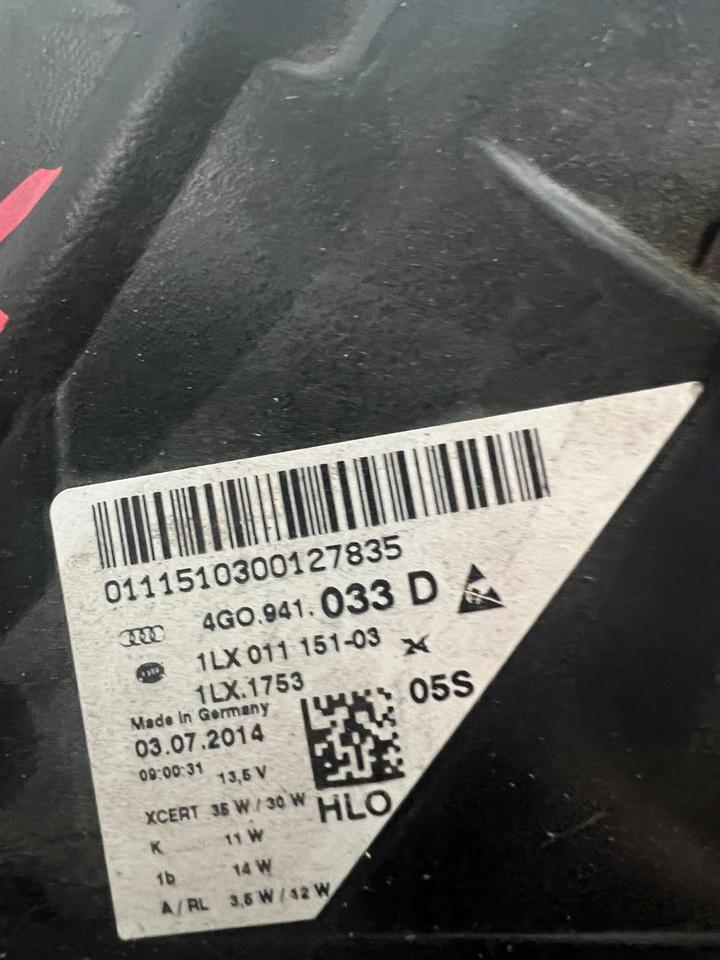 0111510300127835
4G0.941.033 D
1LX 011 151-03
1LX.1753
05S
Made in Germany
03.07.2014
09:00:31 13,5 V
HLO
XCERT 35 W / 30 W
K 11 W
1b 14 W
A / RL 3,5 W / 12 W